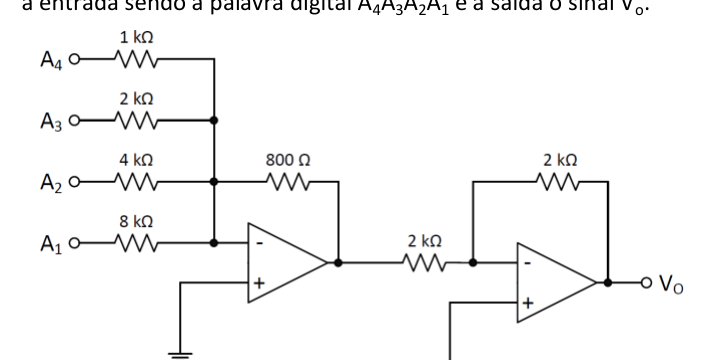 a entrada sendo a palavra digital A₄A₃A₂A₁ e a saída o sinal Vₒ.
1 kΩ
A₄
2 kΩ
A₃
4 kΩ
800 Ω
2 kΩ
A₂
8 kΩ
A₁
-
2 kΩ
-
+
Vₒ
+